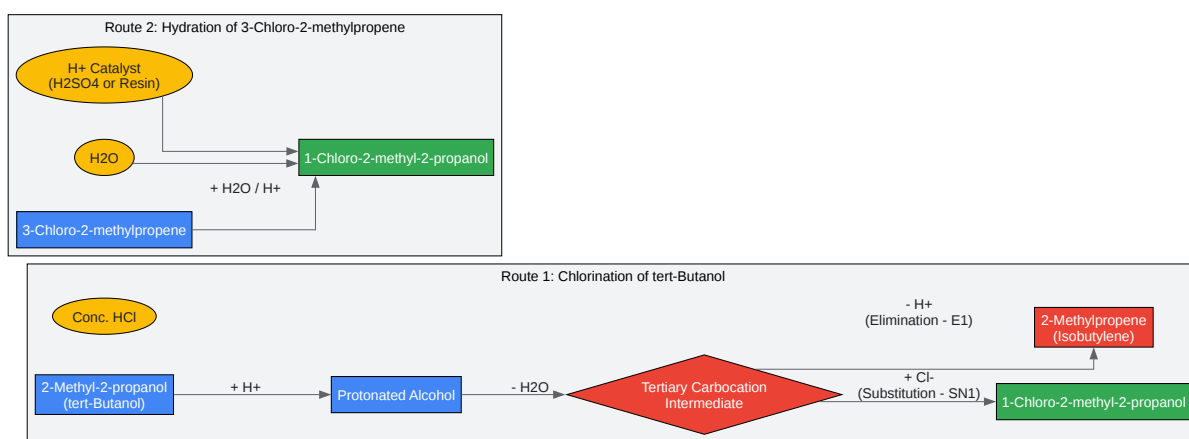 Route 2: Hydration of 3-Chloro-2-methylpropene
H+ Catalyst
(H2SO4 or Resin)
H2O
1-Chloro-2-methyl-2-propanol
+ H2O / H+
3-Chloro-2-methylpropene
Route 1: Chlorination of tert-Butanol
Conc. HCl
2-Methyl-2-propanol
(tert-Butanol)
+ H+
Protonated Alcohol
- H2O
Tertiary Carbocation
Intermediate
- H+
(Elimination - E1)
2-Methylpropene
(Isobutylene)
+ Cl-
(Substitution - SN1)
1-Chloro-2-methyl-2-propanol